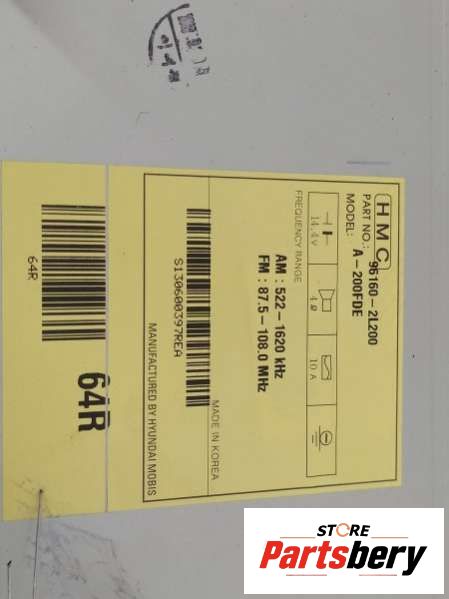 HMC
PART NO.: 96160-2L200
MODEL: A-200FDE
14.4v
4Ω
10A
FREQUENCY RANGE
AM : 522-1620 kHz
FM : 87.5-108.0 MHz
MADE IN KOREA
S130600397REA
MANUFACTURED BY HYUNDAI MOBIS
64R
64R
STORE
Partsbery